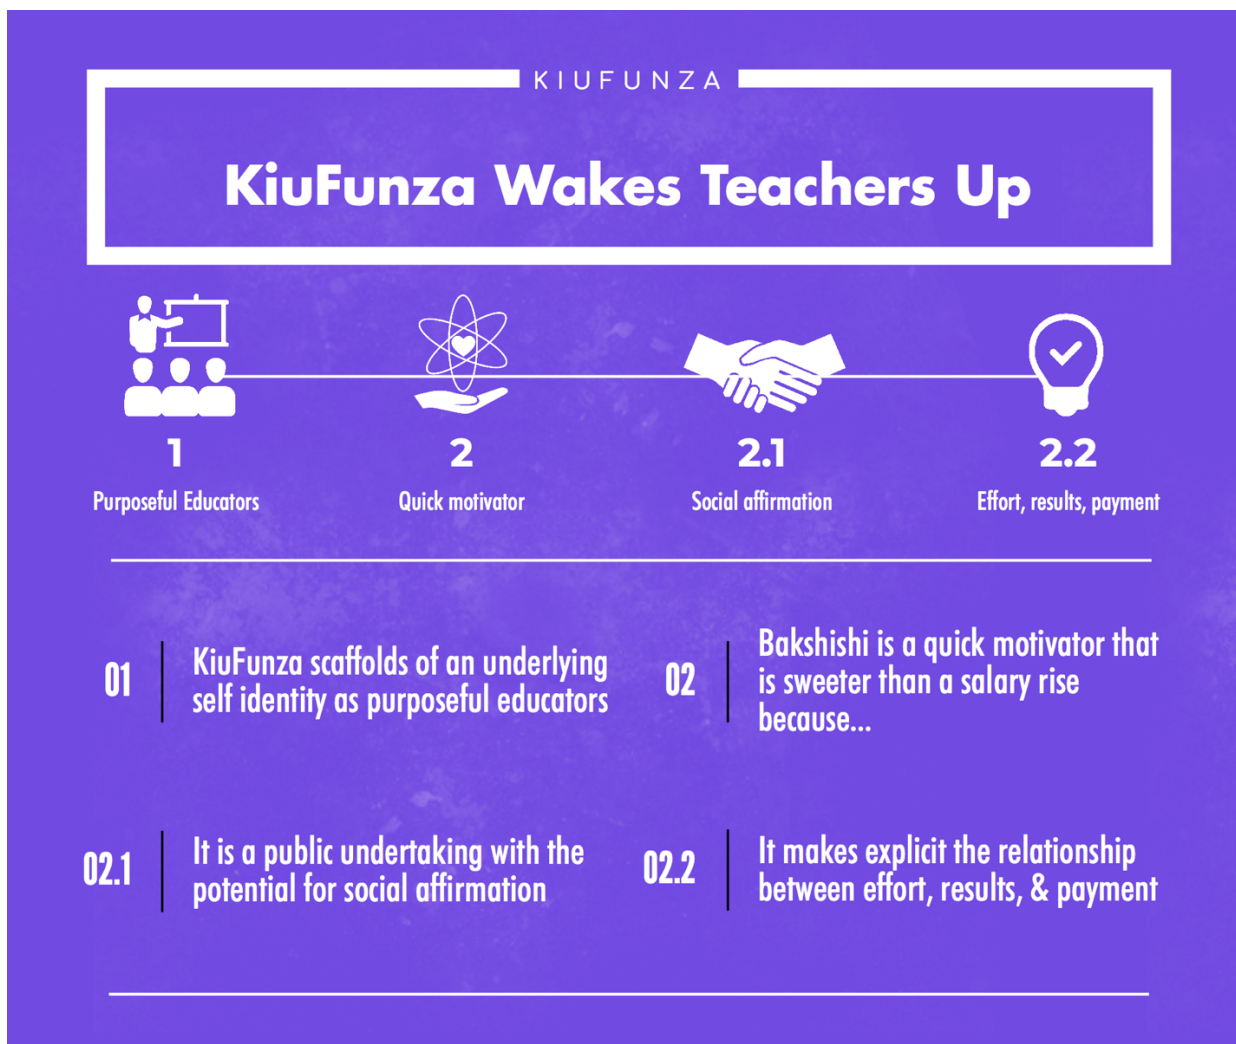 KIUFUNZA
KiuFunza Wakes Teachers Up
1
Purposeful Educators
2
Quick motivator
2.1
Social affirmation
2.2
Effort, results, payment
01
KiuFunza scaffolds of an underlying
self identity as purposeful educators
02
Bakshishi is a quick motivator that
is sweeter than a salary rise
because...
02.1
It is a public undertaking with the
potential for social affirmation
02.2
It makes explicit the relationship
between effort, results, & payment